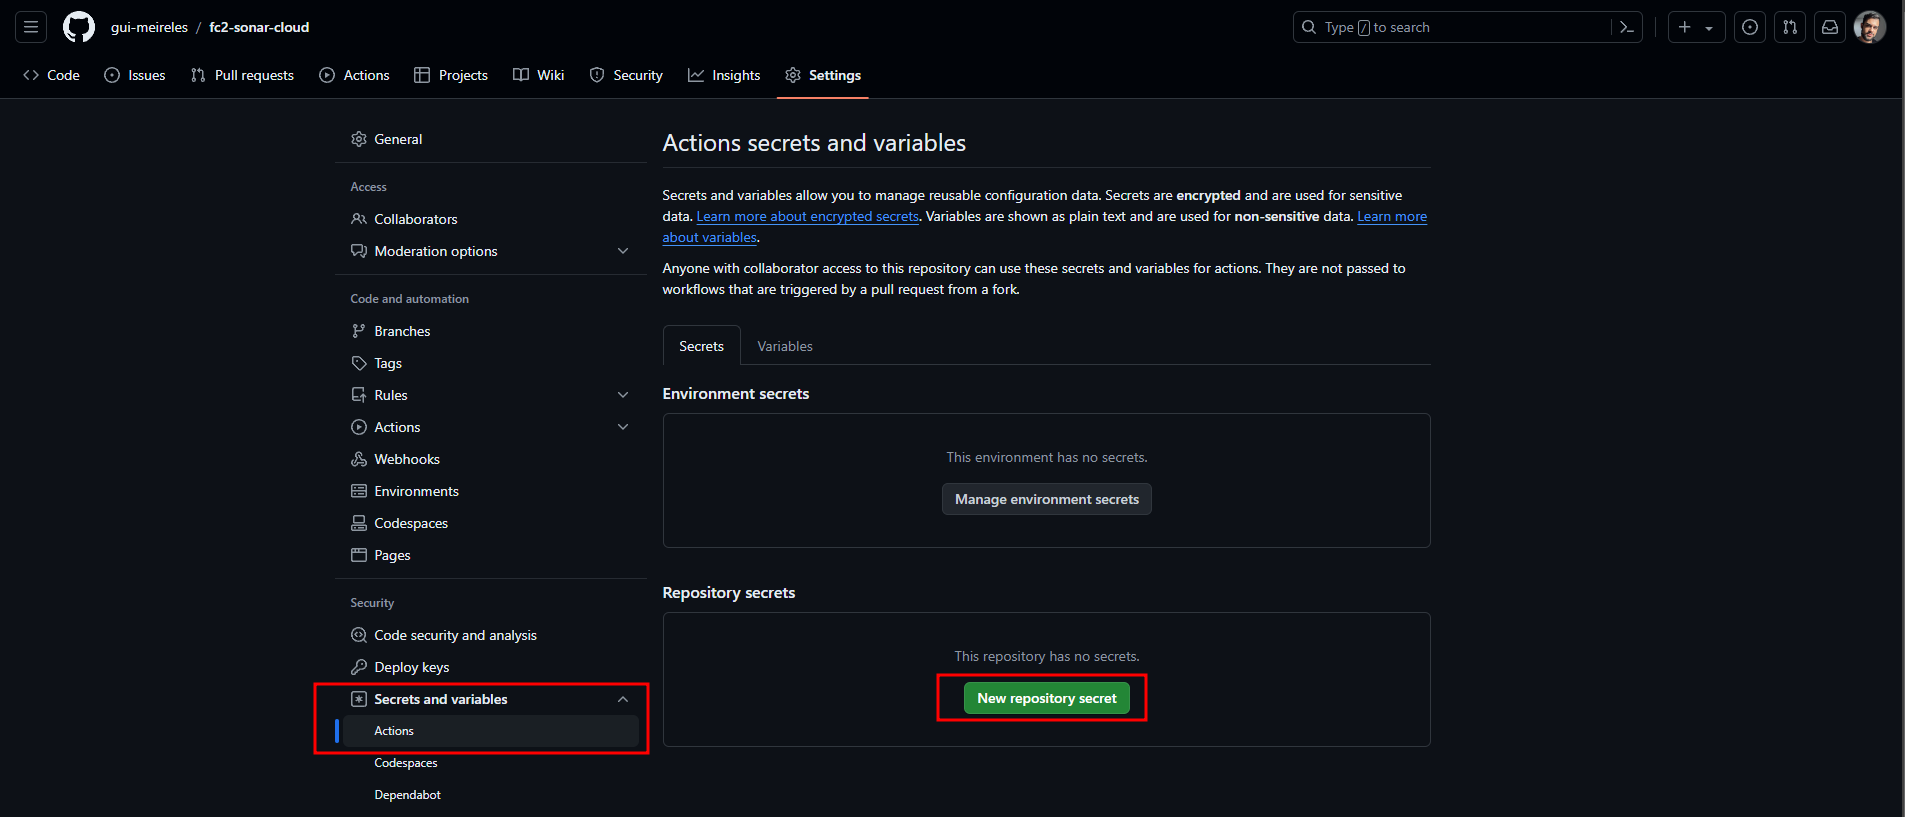 gui-meireles / fc2-sonar-cloud
Type / to search
Code Issues Pull requests Actions Projects Wiki Security Insights Settings
General
Access
Collaborators
Moderation options
Code and automation
Branches
Tags
Rules
Actions
Webhooks
Environments
Codespaces
Pages
Security
Code security and analysis
Deploy keys
Secrets and variables
Actions
Codespaces
Dependabot
Actions secrets and variables
Secrets and variables allow you to manage reusable configuration data. Secrets are encrypted and are used for sensitive
data. Learn more about encrypted secrets. Variables are shown as plain text and are used for non-sensitive data. Learn more
about variables.
Anyone with collaborator access to this repository can use these secrets and variables for actions. They are not passed to
workflows that are triggered by a pull request from a fork.
Secrets Variables
Environment secrets
This environment has no secrets.
Manage environment secrets
Repository secrets
This repository has no secrets.
New repository secret